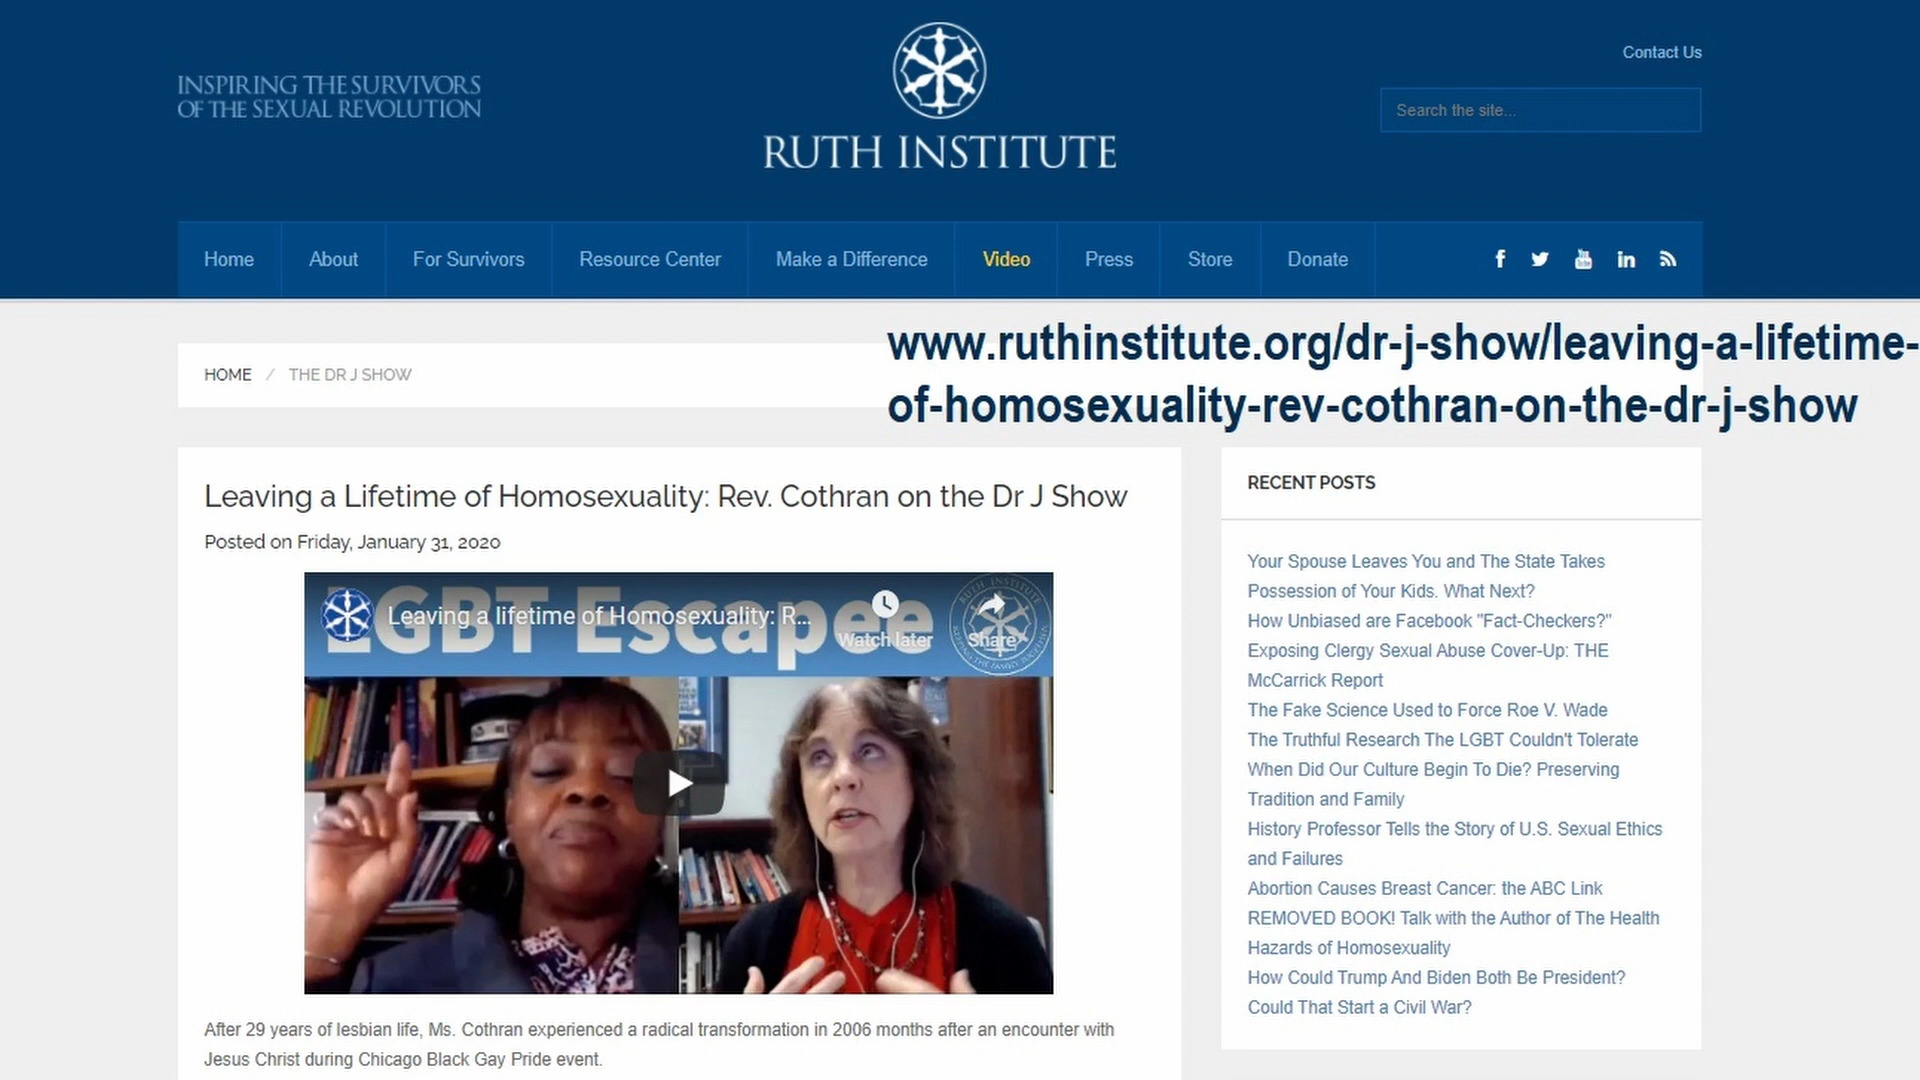 INSPIRING THE SURVIVORS
OF THE SEXUAL REVOLUTION
RUTH INSTITUTE
Contact Us
Search the site...
Home
About
For Survivors
Resource Center
Make a Difference
Video
Press
Store
Donate
www.ruthinstitute.org/dr-j-show/leaving-a-lifetime-
of-homosexuality-rev-cothran-on-the-dr-j-show
HOME / THE DR J SHOW
Leaving a Lifetime of Homosexuality: Rev. Cothran on the Dr J Show
Posted on Friday, January 31, 2020
LGBT Escapee
Leaving a lifetime of Homosexuality: R...
Watch later
Share
RUTH INSTITUTE
KEEPING THE FAMILY TOGETHER
After 29 years of lesbian life, Ms. Cothran experienced a radical transformation in 2006 months after an encounter with
Jesus Christ during Chicago Black Gay Pride event.
RECENT POSTS
Your Spouse Leaves You and The State Takes
Possession of Your Kids. What Next?
How Unbiased are Facebook "Fact-Checkers?"
Exposing Clergy Sexual Abuse Cover-Up: THE
McCarrick Report
The Fake Science Used to Force Roe V. Wade
The Truthful Research The LGBT Couldn't Tolerate
When Did Our Culture Begin To Die? Preserving
Tradition and Family
History Professor Tells the Story of U.S. Sexual Ethics
and Failures
Abortion Causes Breast Cancer: the ABC Link
REMOVED BOOK! Talk with the Author of The Health
Hazards of Homosexuality
How Could Trump And Biden Both Be President?
Could That Start a Civil War?